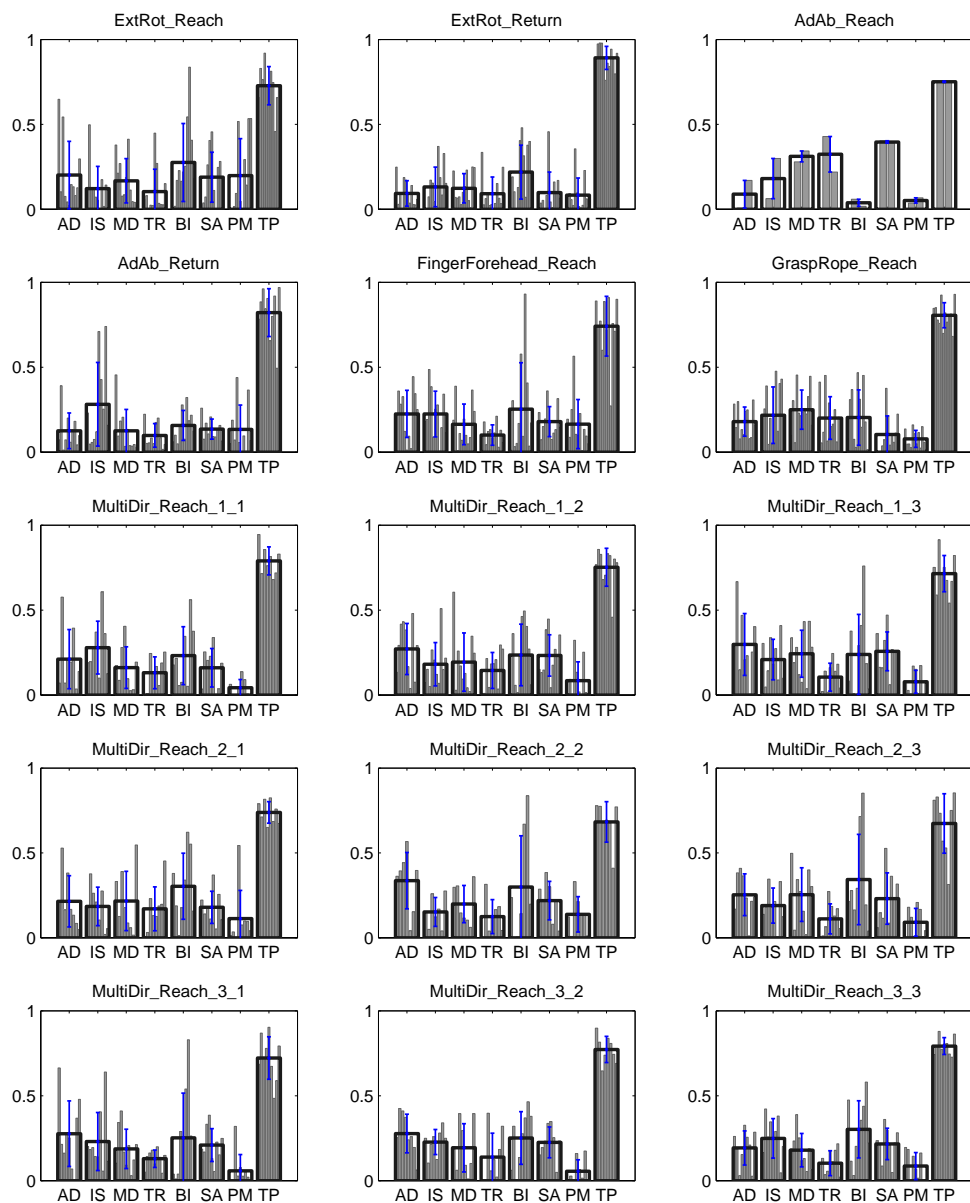 ExtRot_Reach ExtRot_Return AdAb_Reach
1 1 1
0.5 0.5 0.5
0 0 0
AD IS MD TR BI SA PM TP AD IS MD TR BI SA PM TP AD IS MD TR BI SA PM TP
AdAb_Return FingerForehead_Reach GraspRope_Reach
1 1 1
0.5 0.5 0.5
0 0 0
AD IS MD TR BI SA PM TP AD IS MD TR BI SA PM TP AD IS MD TR BI SA PM TP
MultiDir_Reach_1_1 MultiDir_Reach_1_2 MultiDir_Reach_1_3
1 1 1
0.5 0.5 0.5
0 0 0
AD IS MD TR BI SA PM TP AD IS MD TR BI SA PM TP AD IS MD TR BI SA PM TP
MultiDir_Reach_2_1 MultiDir_Reach_2_2 MultiDir_Reach_2_3
1 1 1
0.5 0.5 0.5
0 0 0
AD IS MD TR BI SA PM TP AD IS MD TR BI SA PM TP AD IS MD TR BI SA PM TP
MultiDir_Reach_3_1 MultiDir_Reach_3_2 MultiDir_Reach_3_3
1 1 1
0.5 0.5 0.5
0 0 0
AD IS MD TR BI SA PM TP AD IS MD TR BI SA PM TP AD IS MD TR BI SA PM TP